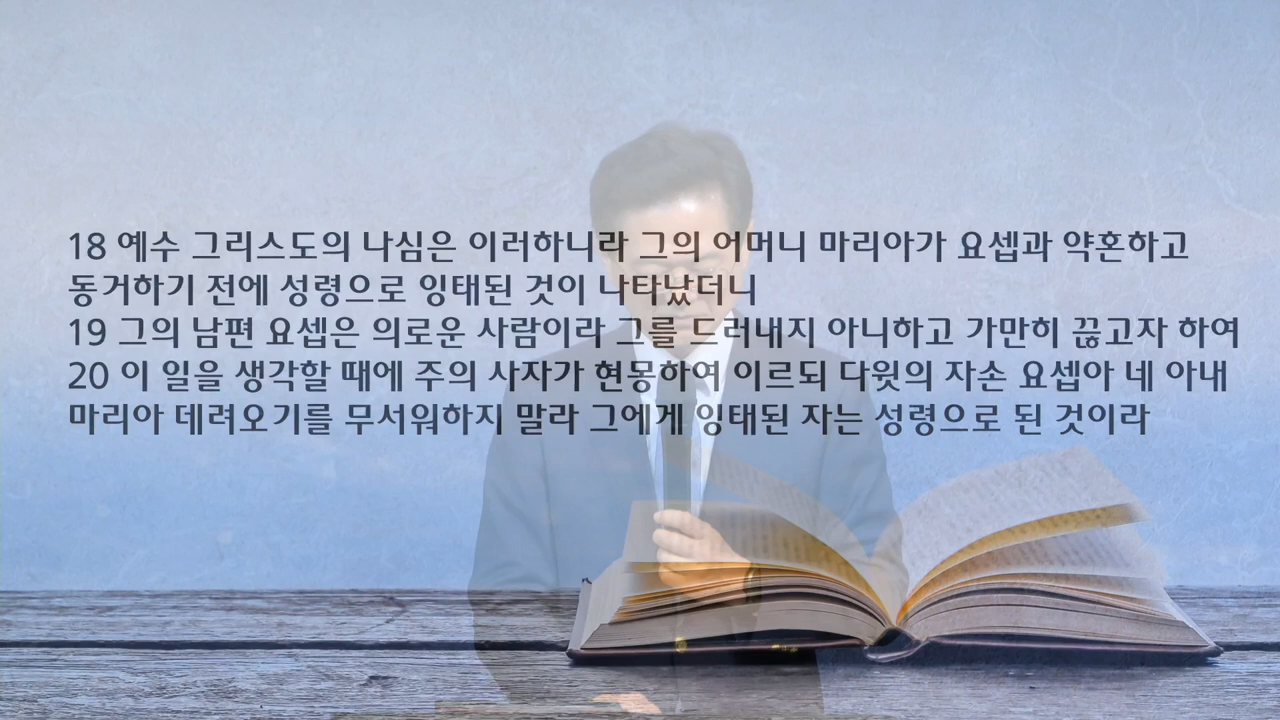 18 예수 그리스도의 나심은 이러하니라 그의 어머니 마리아가 요셉과 약혼하고
동거하기 전에 성령으로 잉태된 것이 나타났더니
19 그의 남편 요셉은 의로운 사람이라 그를 드러내지 아니하고 가만히 끊고자 하여
20 이 일을 생각할 때에 주의 사자가 현몽하여 이르되 다윗의 자손 요셉아 네 아내
마리아 데려오기를 무서워하지 말라 그에게 잉태된 자는 성령으로 된 것이라